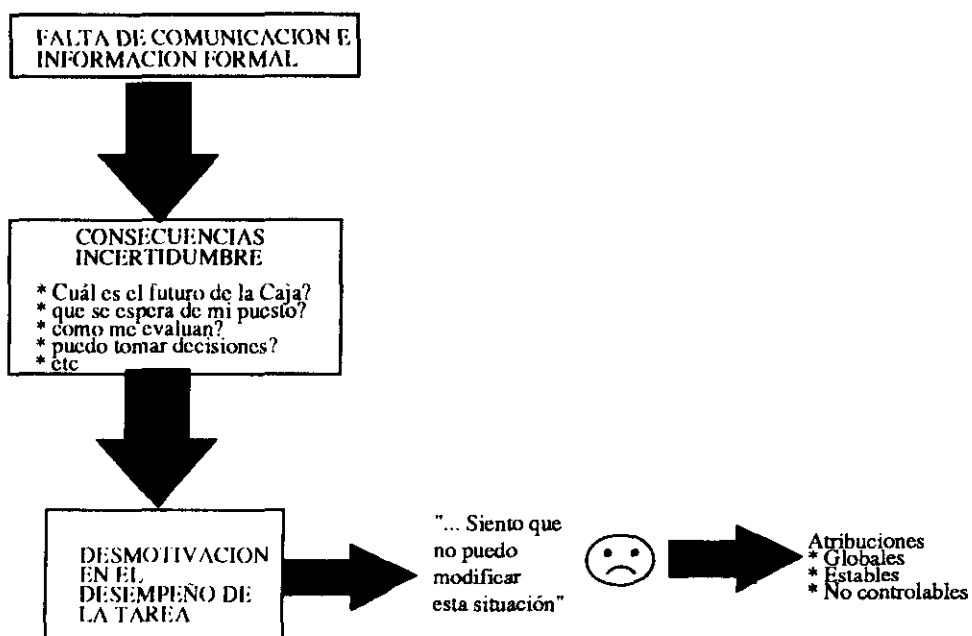 FALTA DE COMUNICACION E
INFORMACION FORMAL
CONSECUENCIAS
INCERTIDUMBRE
* Cuál es el futuro de la Caja?
* que se espera de mi puesto?
* como me evaluan?
* puedo tomar decisiones?
* etc
DESMOTIVACION
EN EL
DESEMPEÑO DE
LA TAREA
"... Siento que
no puedo
modificar
esta situación"
Atribuciones
* Globales
* Estables
* No controlables